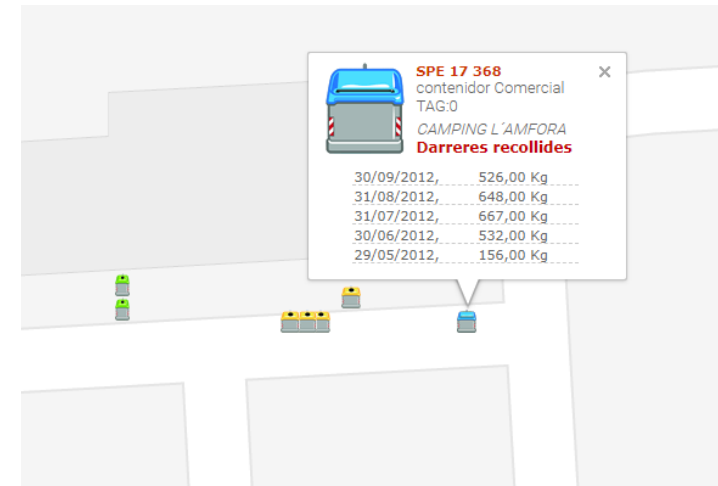 SPE 17 368
contenidor Comercial
TAG:0
CAMPING L´AMFORA
Darreres recollides
30/09/2012, 526,00 Kg
31/08/2012, 648,00 Kg
31/07/2012, 667,00 Kg
30/06/2012, 532,00 Kg
29/05/2012, 156,00 Kg